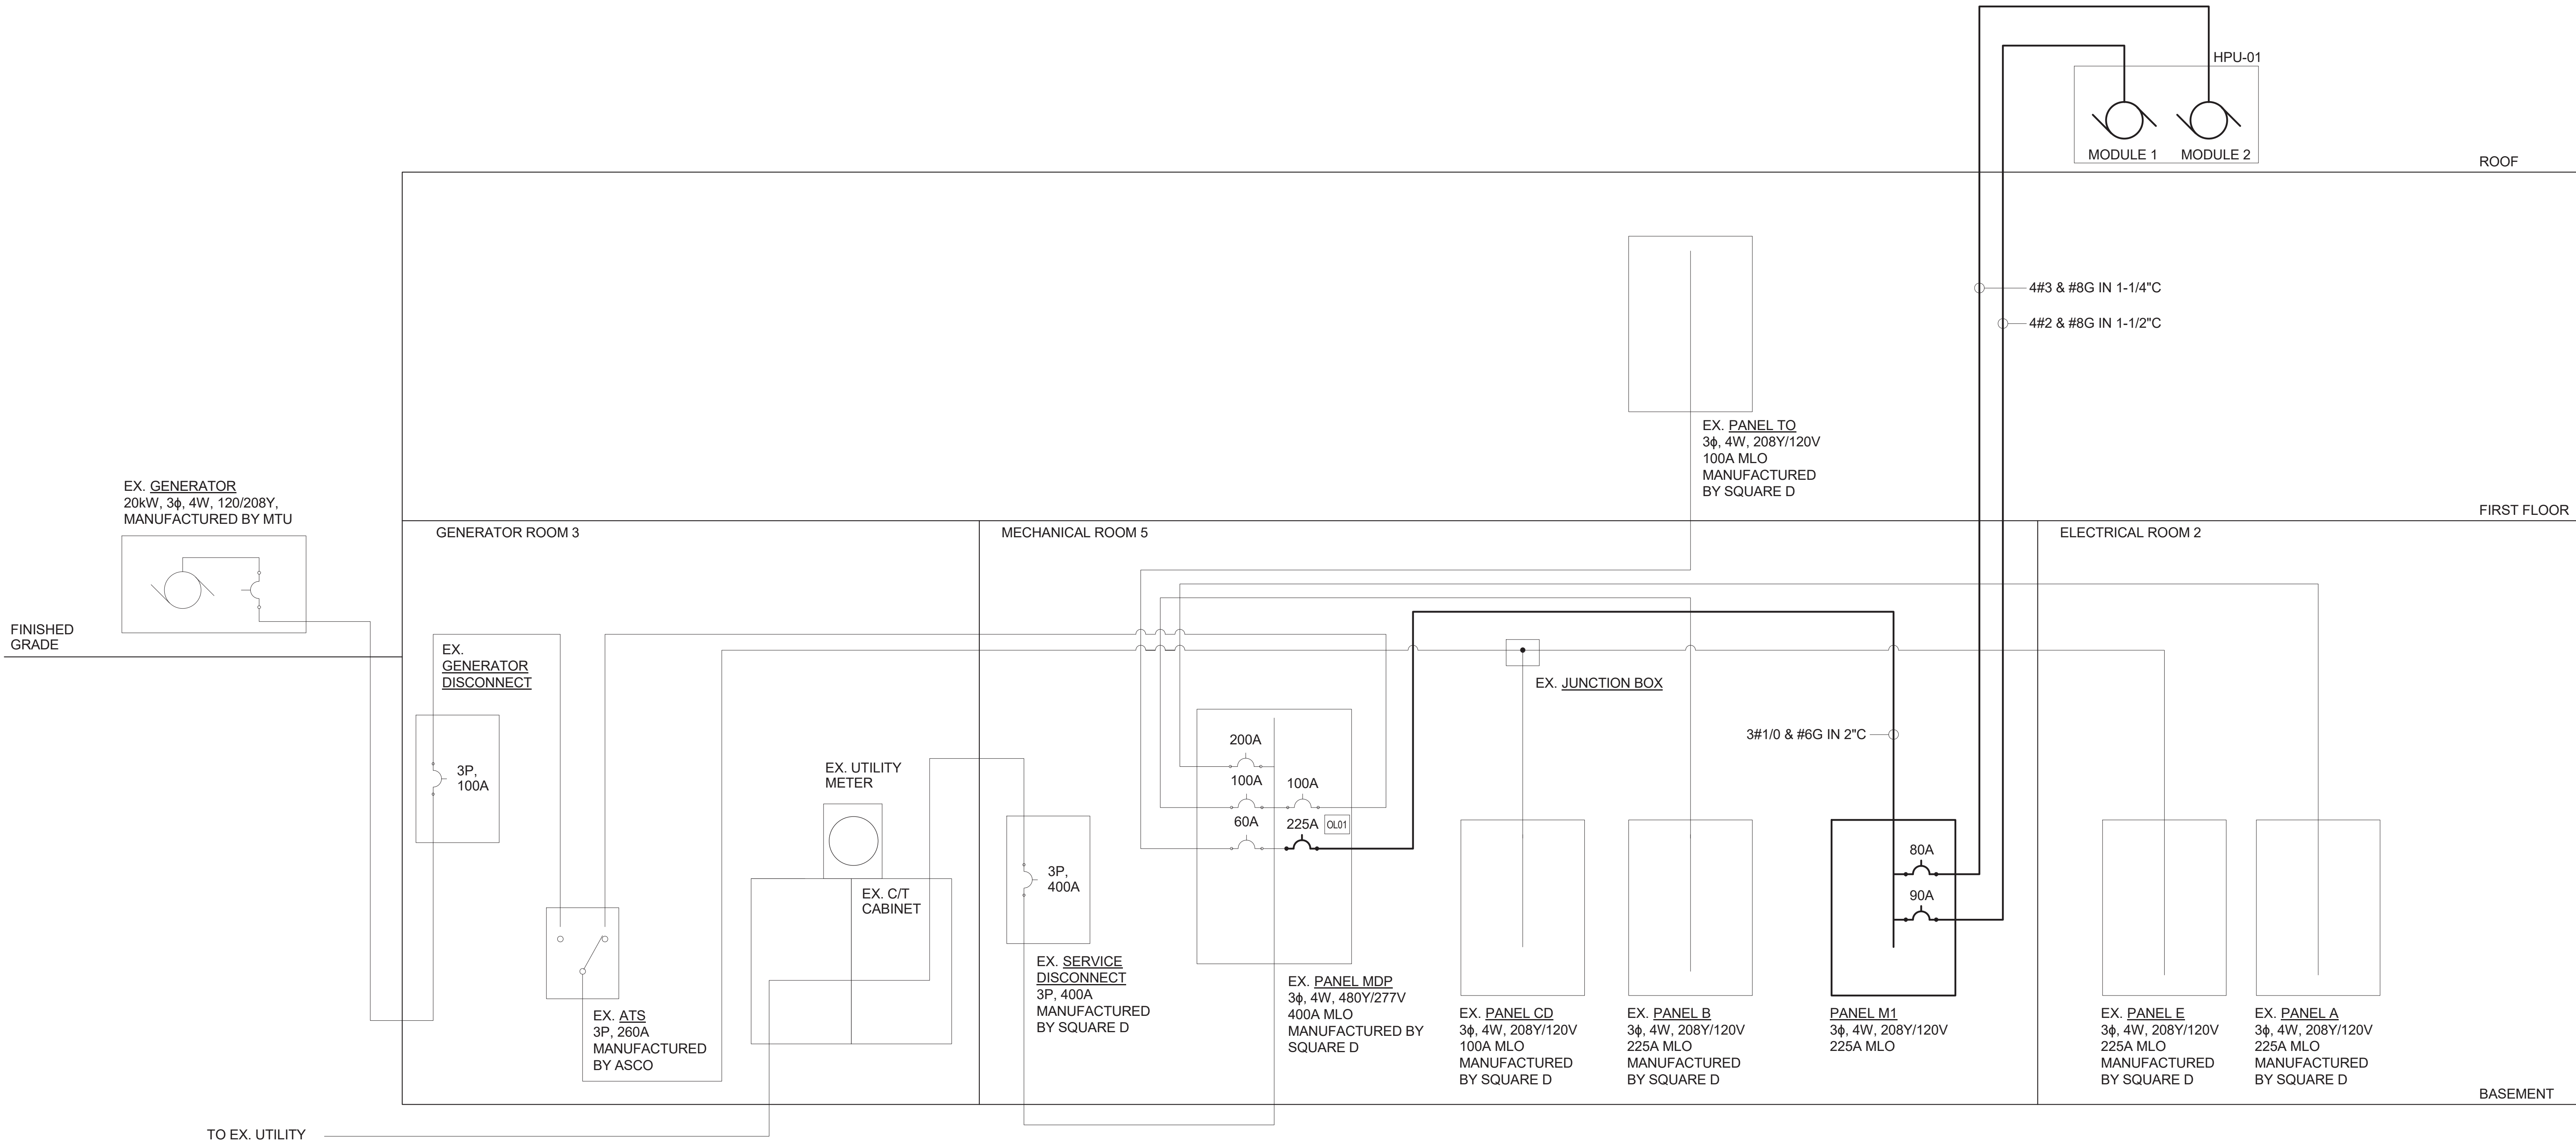 HPU-01
MODULE 1
MODULE 2
ROOF
4#3 & #8G IN 1-1/4"C
4#2 & #8G IN 1-1/2"C
EX. PANEL TO
3ϕ, 4W, 208Y/120V
100A MLO
MANUFACTURED
BY SQUARE D
EX. GENERATOR
20kW, 3ϕ, 4W, 120/208Y,
MANUFACTURED BY MTU
FIRST FLOOR
GENERATOR ROOM 3
MECHANICAL ROOM 5
ELECTRICAL ROOM 2
FINISHED
GRADE
EX.
GENERATOR
DISCONNECT
3P,
100A
EX. JUNCTION BOX
3#1/0 & #6G IN 2"C
EX. UTILITY
METER
EX. C/T
CABINET
200A
100A
100A
60A
225A
OL01
3P,
400A
80A
90A
EX. SERVICE
DISCONNECT
3P, 400A
MANUFACTURED
BY SQUARE D
EX. PANEL MDP
3ϕ, 4W, 480Y/277V
400A MLO
MANUFACTURED BY
SQUARE D
EX. ATS
3P, 260A
MANUFACTURED
BY ASCO
EX. PANEL CD
3ϕ, 4W, 208Y/120V
100A MLO
MANUFACTURED
BY SQUARE D
EX. PANEL B
3ϕ, 4W, 208Y/120V
225A MLO
MANUFACTURED
BY SQUARE D
PANEL M1
3ϕ, 4W, 208Y/120V
225A MLO
EX. PANEL E
3ϕ, 4W, 208Y/120V
225A MLO
MANUFACTURED
BY SQUARE D
EX. PANEL A
3ϕ, 4W, 208Y/120V
225A MLO
MANUFACTURED
BY SQUARE D
BASEMENT
TO EX. UTILITY